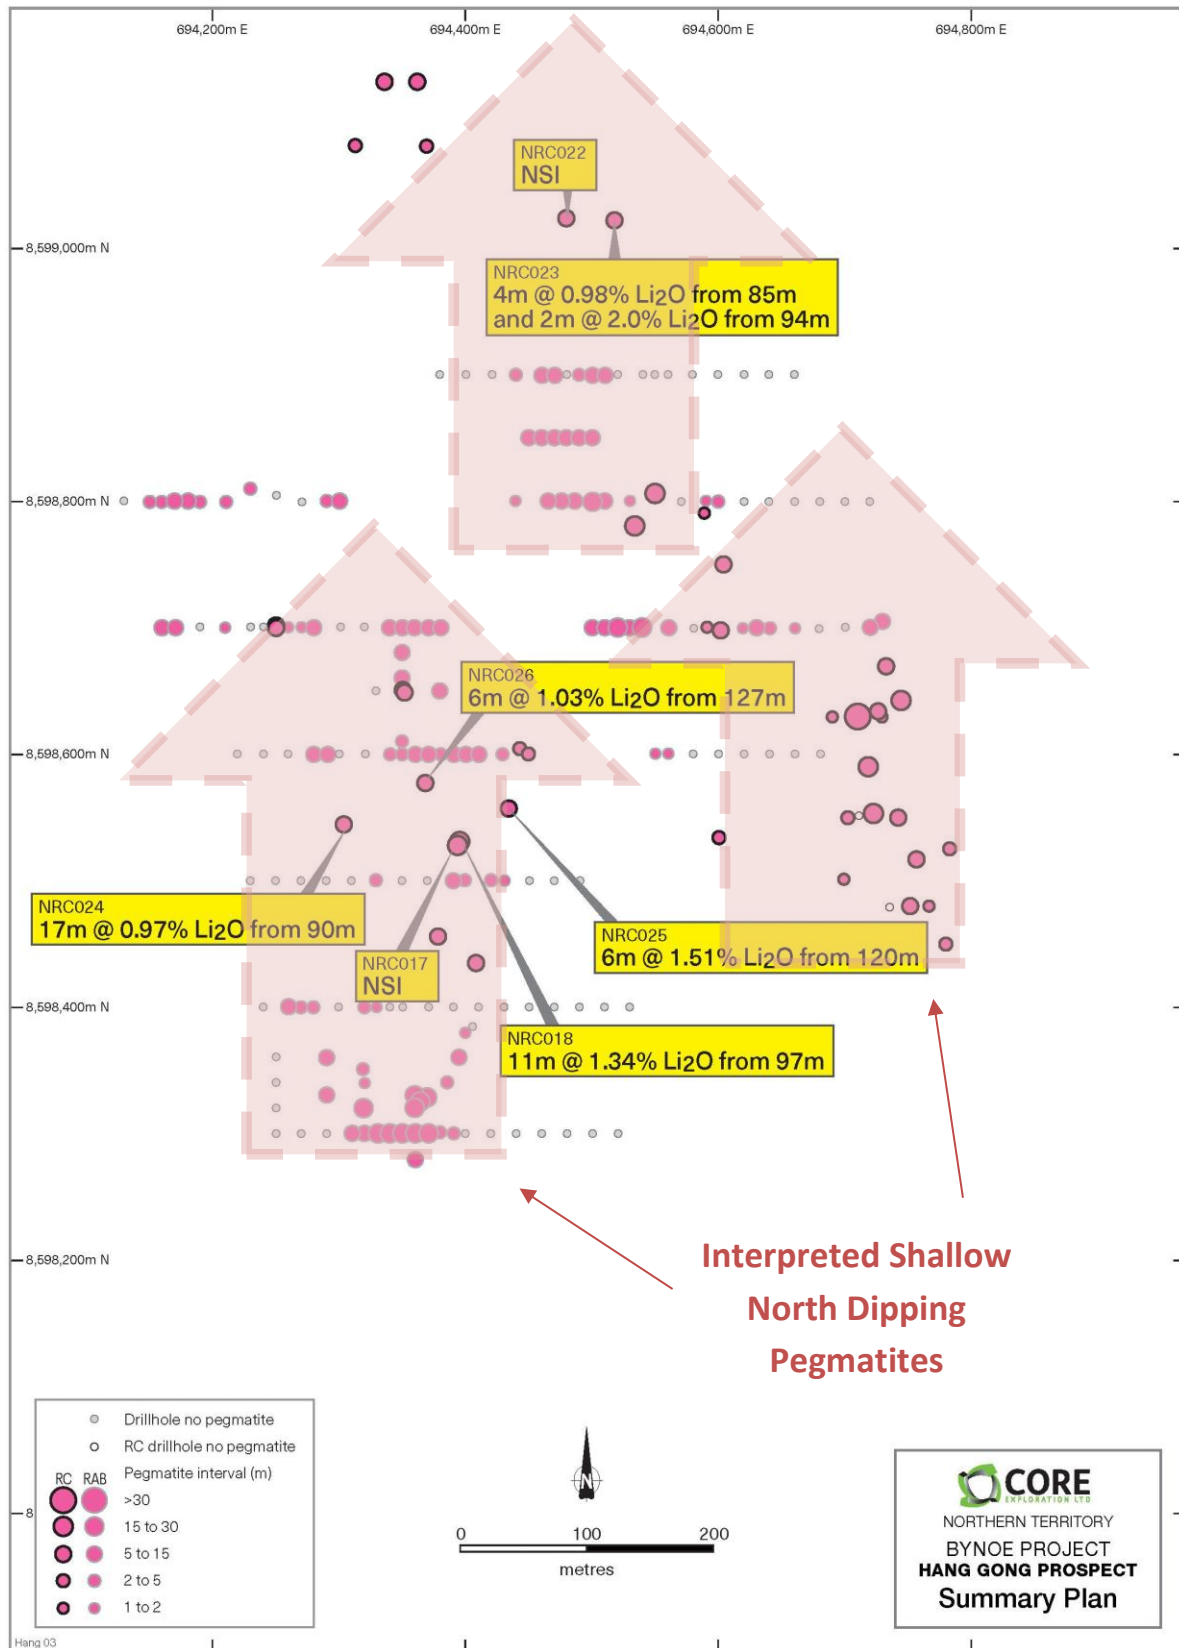 694,200m E
694,400m E
694,600m E
694,800m E
NRC022
NSI
8,599,000m N
NRC023
4m @ 0.98% Li2O from 85m
and 2m @ 2.0% Li2O from 94m
8,598,800m N
NRC026
6m @ 1.03% Li2O from 127m
8,598,600m N
NRC024
17m @ 0.97% Li2O from 90m
NRC025
6m @ 1.51% Li2O from 120m
NRC017
NSI
8,598,400m N
NRC018
11m @ 1.34% Li2O from 97m
8,598,200m N
Interpreted Shallow
North Dipping
Pegmatites
Drillhole no pegmatite
RC drillhole no pegmatite
RC RAB Pegmatite interval (m)
>30
15 to 30
5 to 15
2 to 5
1 to 2
8
N
0 100 200
metres
CORE
EXPLORATION LTD
NORTHERN TERRITORY
BYNOE PROJECT
HANG GONG PROSPECT
Summary Plan
Hang 03